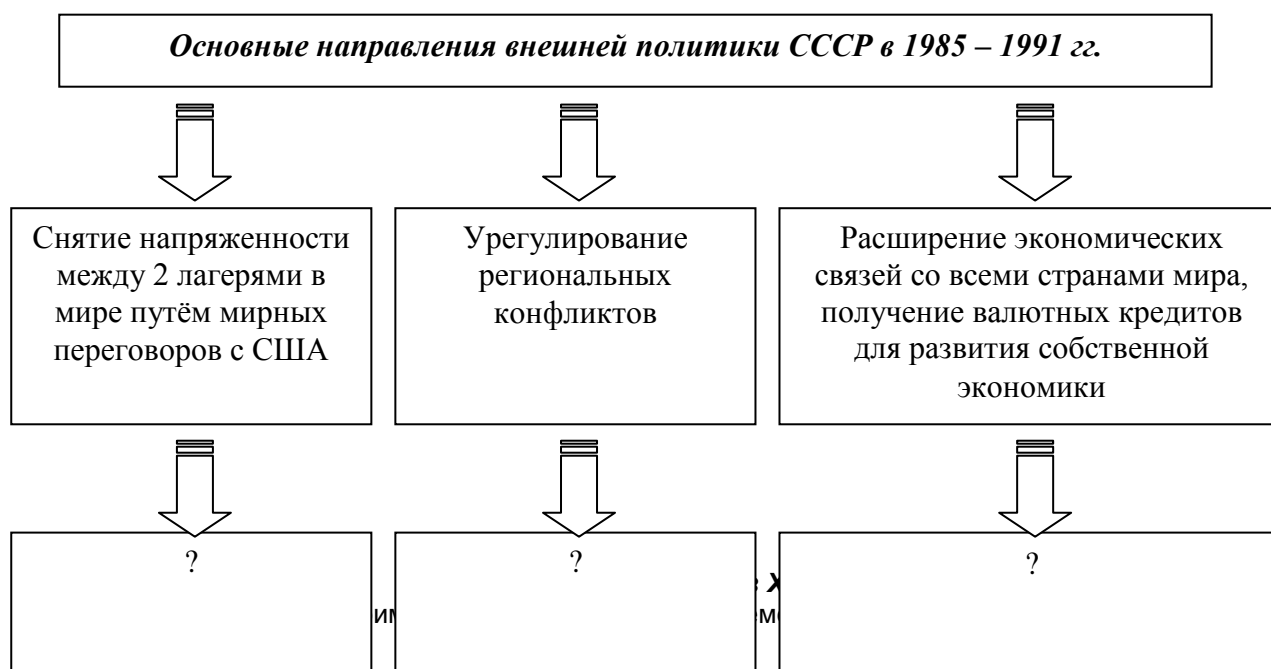 Основные направления внешней политики СССР в 1985 – 1991 гг.
Снятие напряженности
между 2 лагерями в
мире путём мирных
переговоров с США
Урегулирование
региональных
конфликтов
Расширение экономических
связей со всеми странами мира,
получение валютных кредитов
для развития собственной
экономики
?
?
?